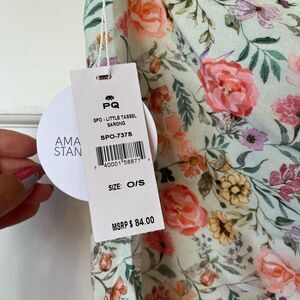 PQ
SPO - LITTLE TASSEL
SARONG
SPO-737S
SIZE: O/S
MSRP $ 84.00
AMA
STAN